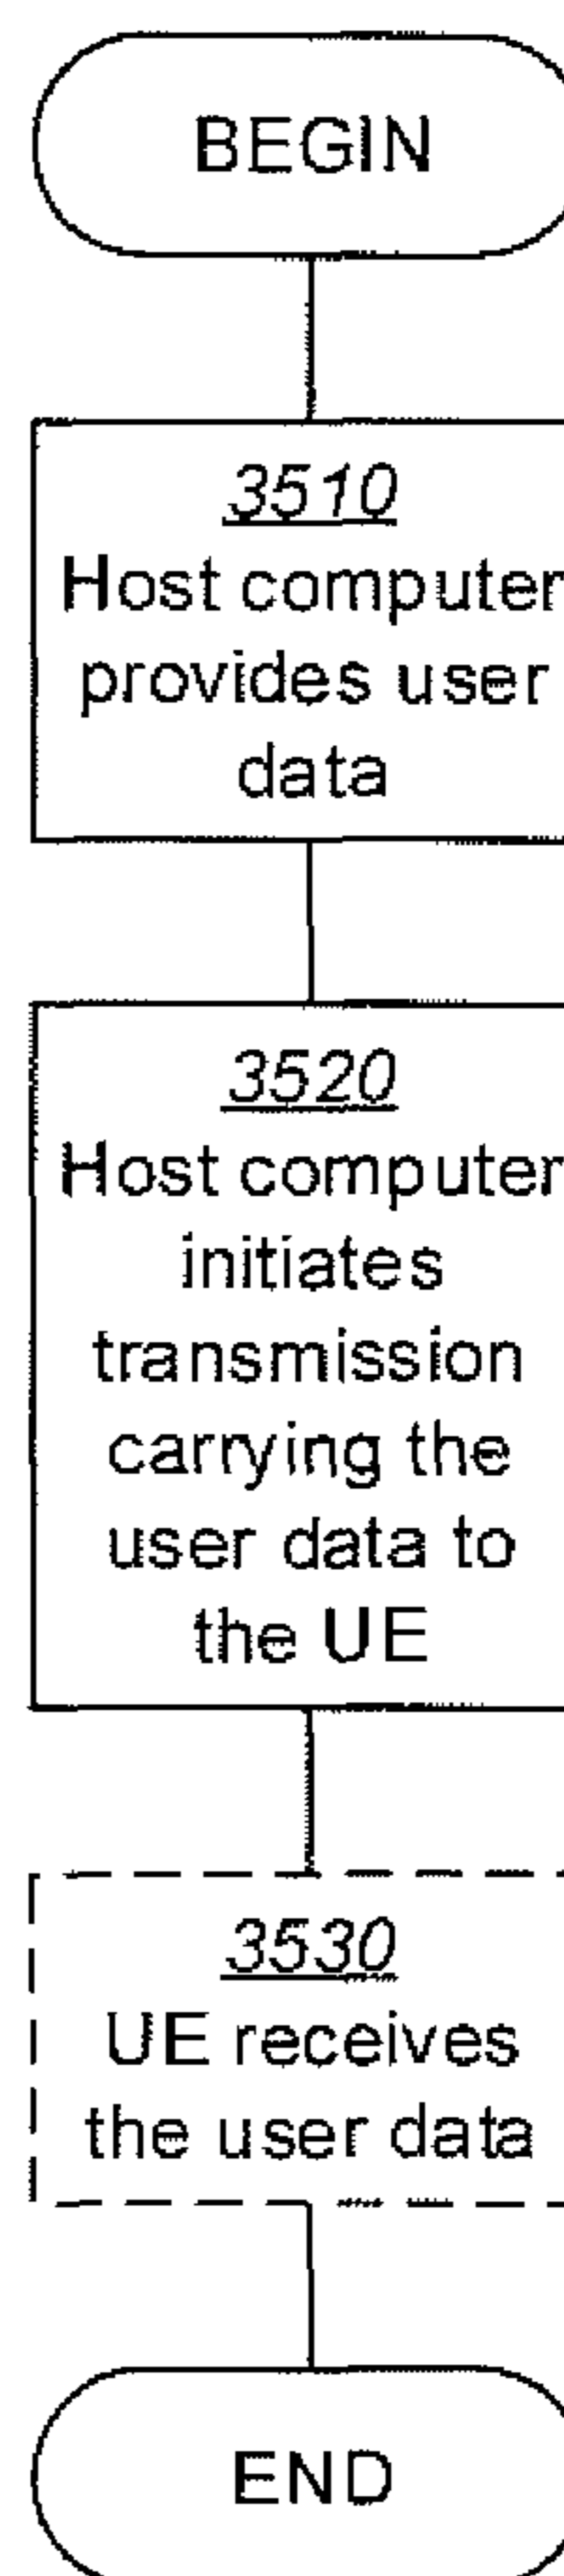 BEGIN
3510
Host computer
provides user
data
3520
Host computer
initiates
transmission
carrying the
user data to
the UE
3530
UE receives
the user data
END